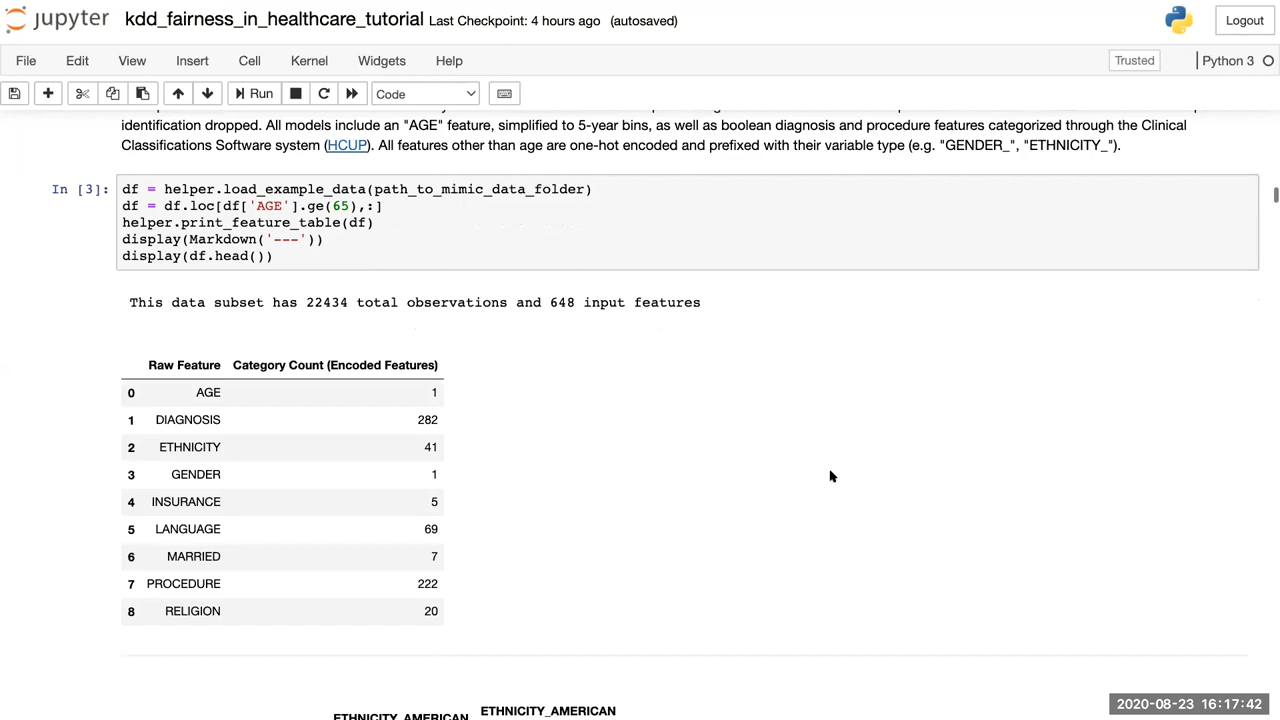 jupyter kdd_fairness_in_healthcare_tutorial Last Checkpoint: 4 hours ago (autosaved)
Logout
File Edit View Insert Cell Kernel Widgets Help
Trusted
Python 3
Run
Code
identification dropped. All models include an "AGE" feature, simplified to 5-year bins, as well as boolean diagnosis and procedure features categorized through the Clinical
Classifications Software system (HCUP). All features other than age are one-hot encoded and prefixed with their variable type (e.g. "GENDER_", "ETHNICITY_").
In [3]: df = helper.load_example_data(path_to_mimic_data_folder)
df = df.loc[df['AGE'].ge(65),:]
helper.print_feature_table(df)
display(Markdown('---'))
display(df.head())
This data subset has 22434 total observations and 648 input features
Raw Feature Category Count (Encoded Features)
0 AGE 1
1 DIAGNOSIS 282
2 ETHNICITY 41
3 GENDER 1
4 INSURANCE 5
5 LANGUAGE 69
6 MARRIED 7
7 PROCEDURE 222
8 RELIGION 20
ETHNICITY_AMERICAN ETHNICITY_AMERICAN
2020-08-23 16:17:42